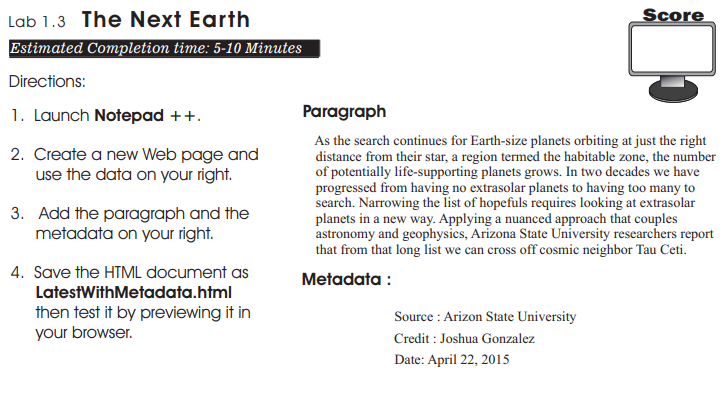 Lab 1.3 The Next Earth
Score
Estimated Completion time: 5-10 Minutes
Directions:
1. Launch Notepad ++.
2. Create a new Web page and
use the data on your right.
3. Add the paragraph and the
metadata on your right.
4. Save the HTML document as
LatestWithMetadata.html
then test it by previewing it in
your browser.
Paragraph
As the search continues for Earth-size planets orbiting at just the right
distance from their star, a region termed the habitable zone, the number
of potentially life-supporting planets grows. In two decades we have
progressed from having no extrasolar planets to having too many to
search. Narrowing the list of hopefuls requires looking at extrasolar
planets in a new way. Applying a nuanced approach that couples
astronomy and geophysics, Arizona State University researchers report
that from that long list we can cross off cosmic neighbor Tau Ceti.
Metadata :
Source : Arizon State University
Credit : Joshua Gonzalez
Date: April 22, 2015